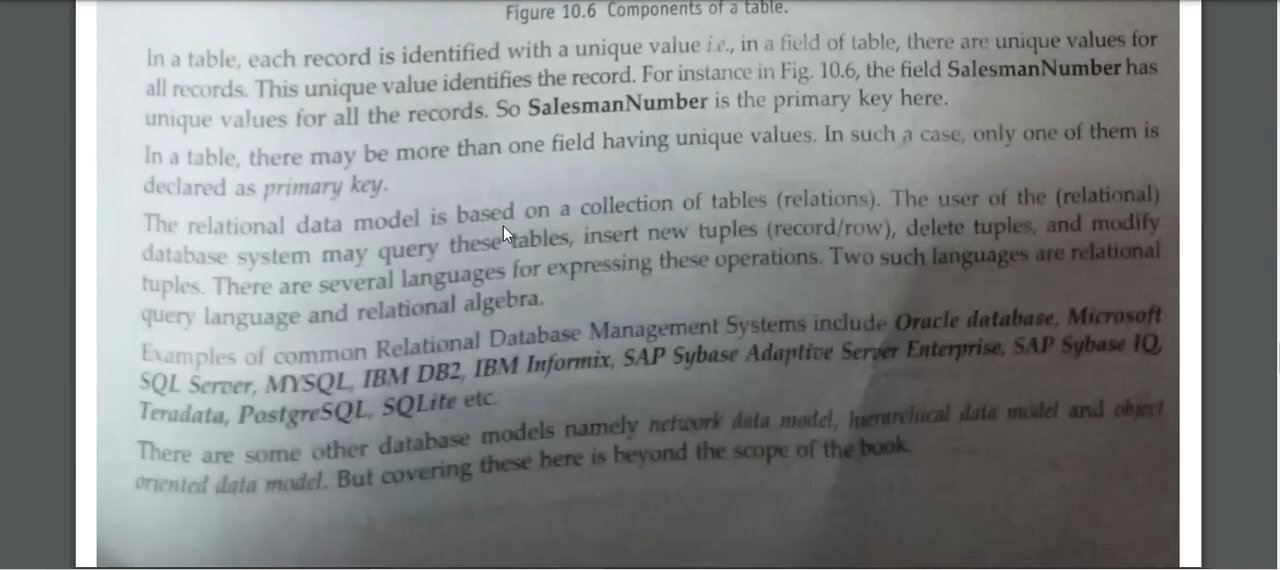 Figure 10.6 Components of a table.
In a table, each record is identified with a unique value i.e., in a field of table, there are unique values for
all records. This unique value identifies the record. For instance in Fig. 10.6, the field SalesmanNumber has
unique values for all the records. So SalesmanNumber is the primary key here.
In a table, there may be more than one field having unique values. In such a case, only one of them is
declared as primary key.
The relational data model is based on a collection of tables (relations). The user of the (relational)
database system may query these tables, insert new tuples (record/row), delete tuples, and modify
tuples. There are several languages for expressing these operations. Two such languages are relational
query language and relational algebra.
Examples of common Relational Database Management Systems include Oracle database, Microsoft
SQL Server, MYSQL, IBM DB2, IBM Informix, SAP Sybase Adaptive Server Enterprise, SAP Sybase IQ,
Teradata, PostgreSQL, SQLite etc.
There are some other database models namely network data model, hierarchical data model and object
oriented data model. But covering these here is beyond the scope of the book.